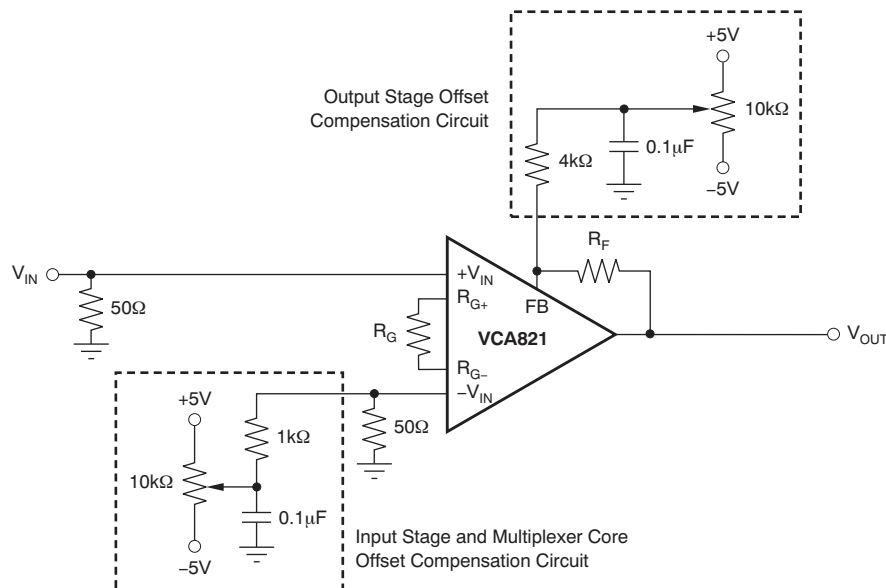 +5V
Output Stage Offset
Compensation Circuit
10kΩ
0.1μF
4kΩ
−5V
R_F
V_IN
+V_IN
FB
R_G+
50Ω
R_G
VCA821
V_OUT
R_G−
−V_IN
+5V
50Ω
1kΩ
10kΩ
0.1μF
−5V
Input Stage and Multiplexer Core
Offset Compensation Circuit